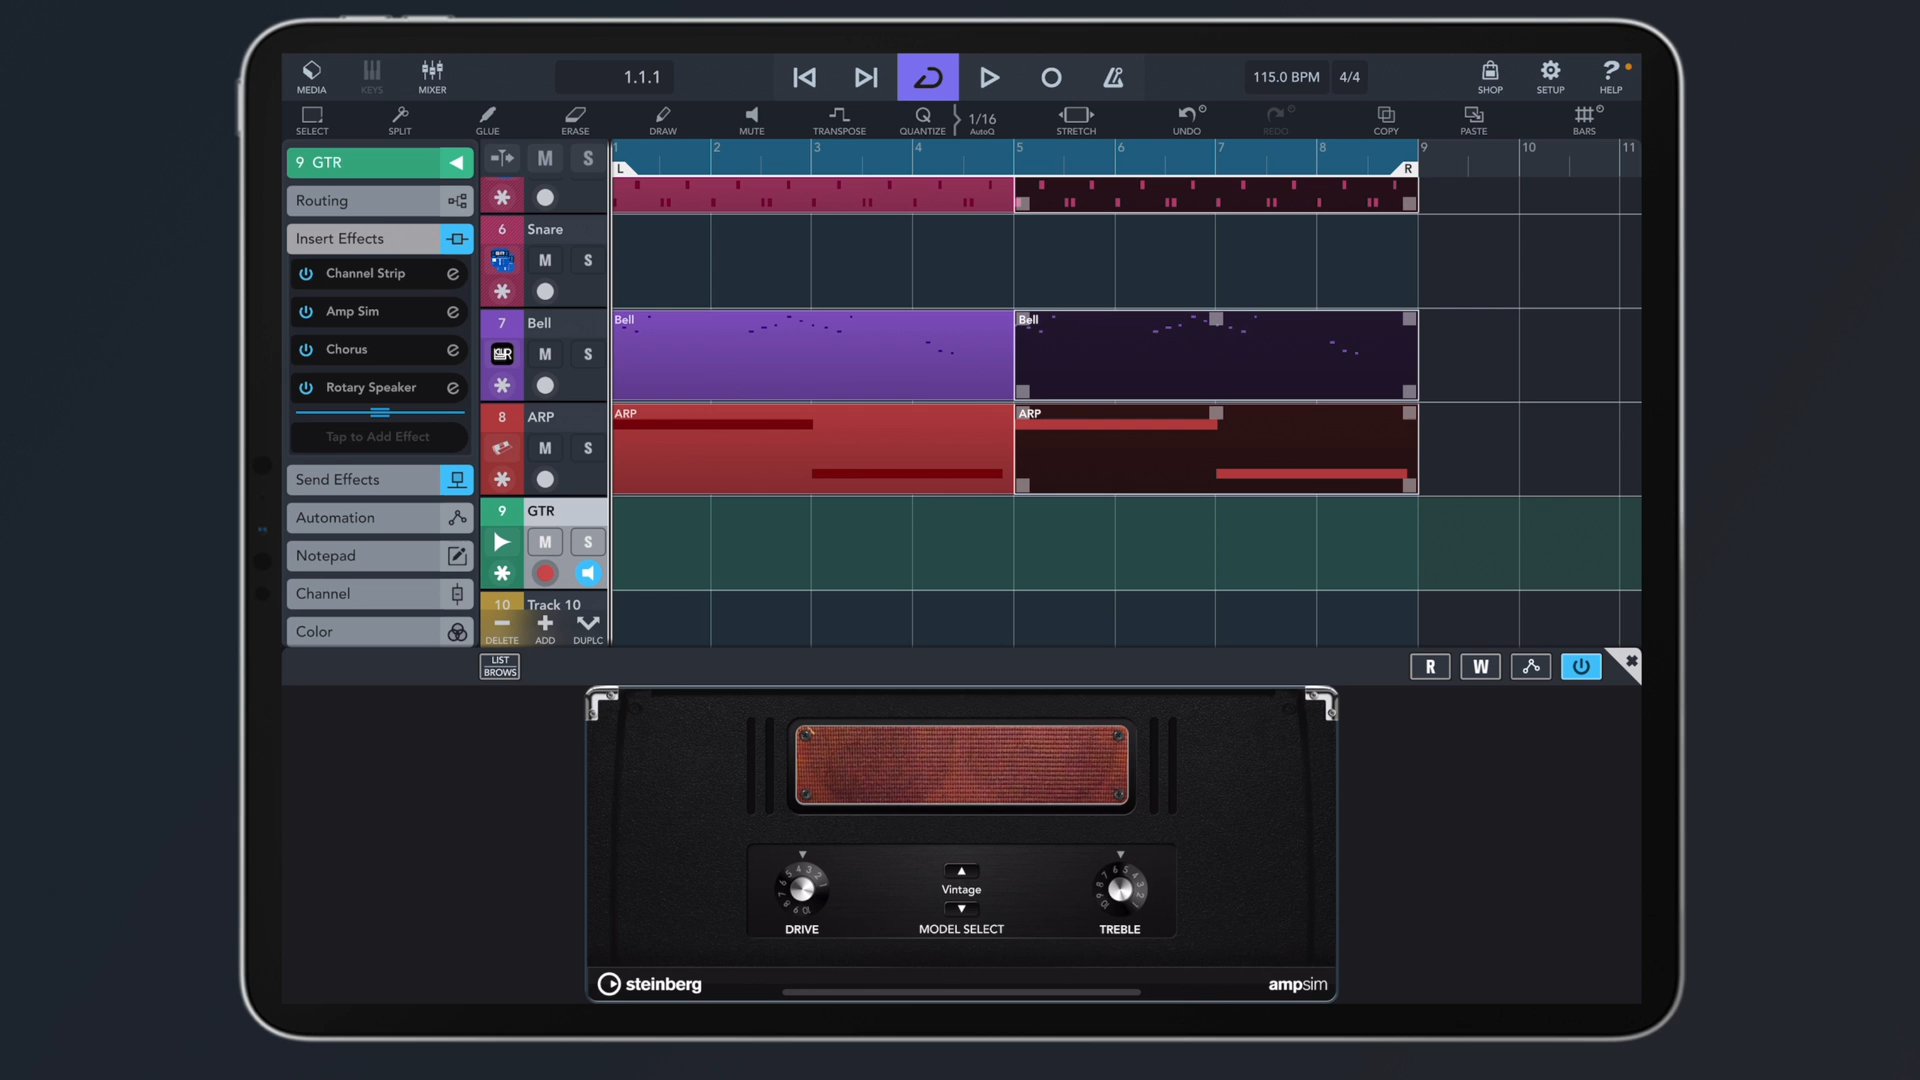 MEDIA
KEYS
MIXER
1.1.1
115.0 BPM
4/4
SHOP
SETUP
HELP
SELECT
SPLIT
GLUE
ERASE
DRAW
MUTE
TRANSPOSE
QUANTIZE
1/16
AutoQ
STRETCH
UNDO
REDO
COPY
PASTE
BARS
9 GTR
M
S
1
2
3
4
5
6
7
8
9
10
11
L
R
Routing
Insert Effects
Channel Strip
Amp Sim
Chorus
Rotary Speaker
Tap to Add Effect
Send Effects
Automation
Notepad
Channel
Color
6 Snare
M
S
7 Bell
M
S
8 ARP
M
S
9 GTR
M
S
10 Track 10
DELETE
ADD
DUPLC
Bell
Bell
ARP
ARP
LIST
BROWS
R
W
Vintage
DRIVE
MODEL SELECT
TREBLE
steinberg
ampsim